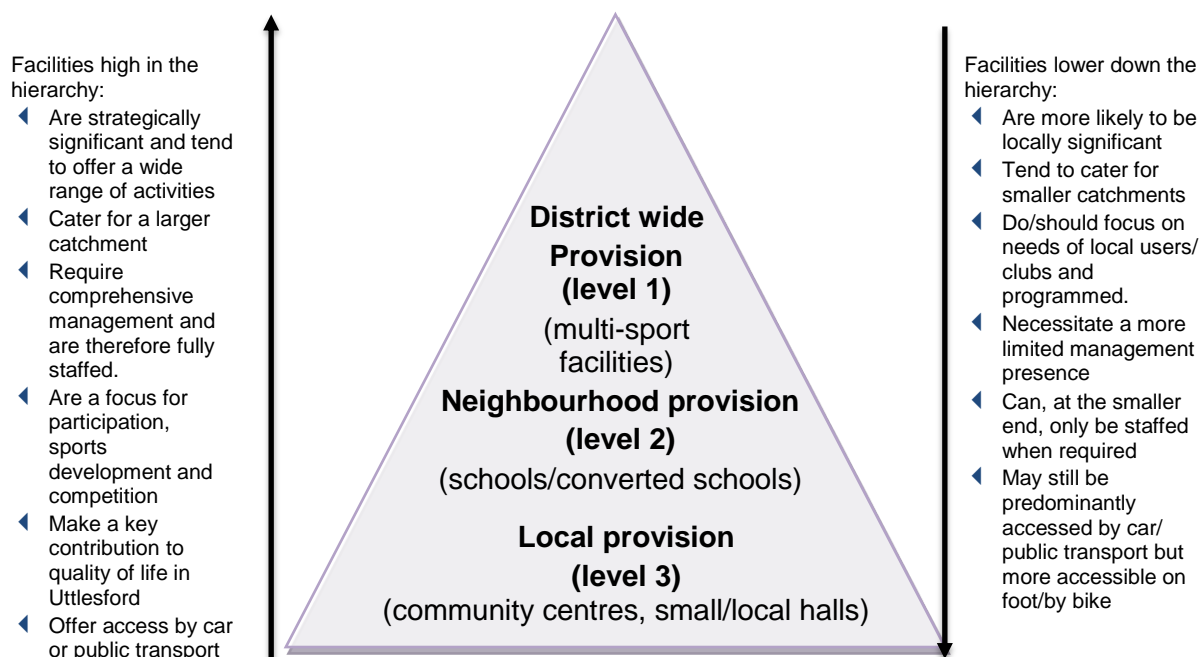 Facilities high in the
hierarchy:
Are strategically
significant and tend
to offer a wide
range of activities
Cater for a larger
catchment
Require
comprehensive
management and
are therefore fully
staffed.
Are a focus for
participation,
sports
development and
competition
Make a key
contribution to
quality of life in
Uttlesford
Offer access by car
or public transport
District wide
Provision
(level 1)
(multi-sport
facilities)
Neighbourhood provision
(level 2)
(schools/converted schools)
Local provision
(level 3)
(community centres, small/local halls)
Facilities lower down the
hierarchy:
Are more likely to be
locally significant
Tend to cater for
smaller catchments
Do/should focus on
needs of local users/
clubs and
programmed.
Necessitate a more
limited management
presence
Can, at the smaller
end, only be staffed
when required
May still be
predominantly
accessed by car/
public transport but
more accessible on
foot/by bike